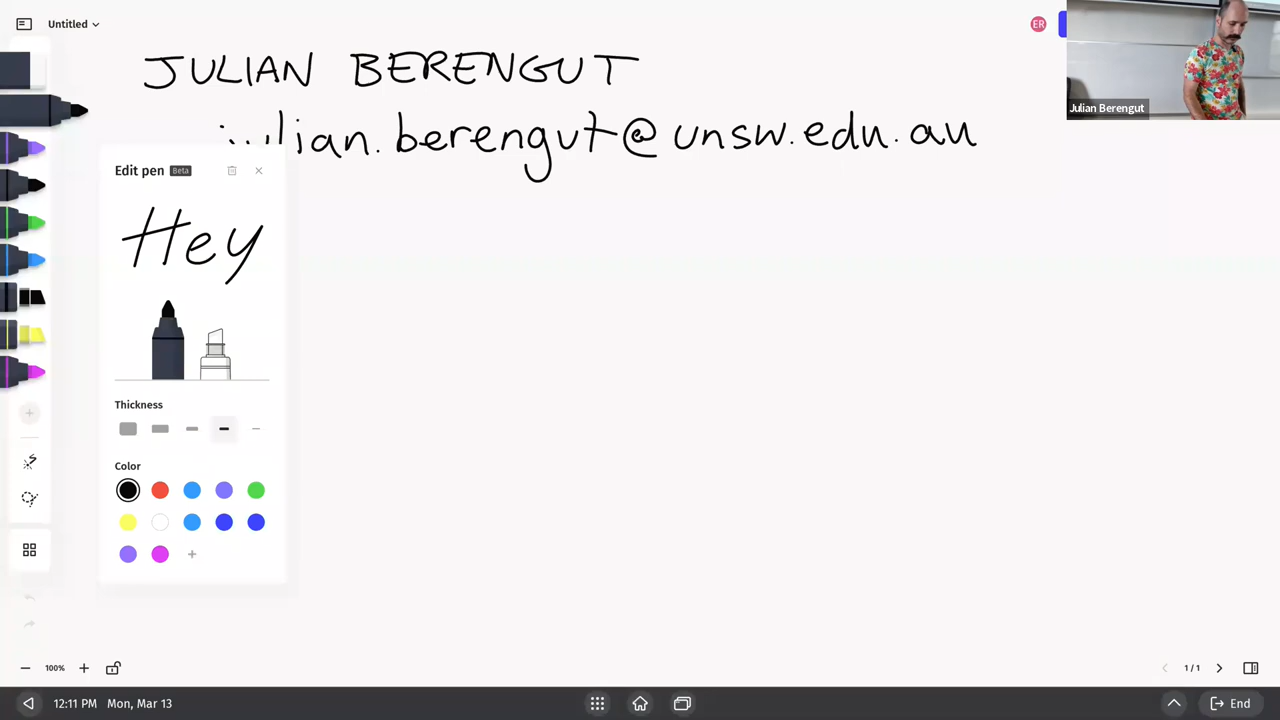 Untitled
ER
JULIAN BERENGUT
Julian Berengut
julian.berengut@unsw.edu.au
Edit pen Beta
Hey
Thickness
Color
100%
1 / 1
12:11 PM Mon, Mar 13
End